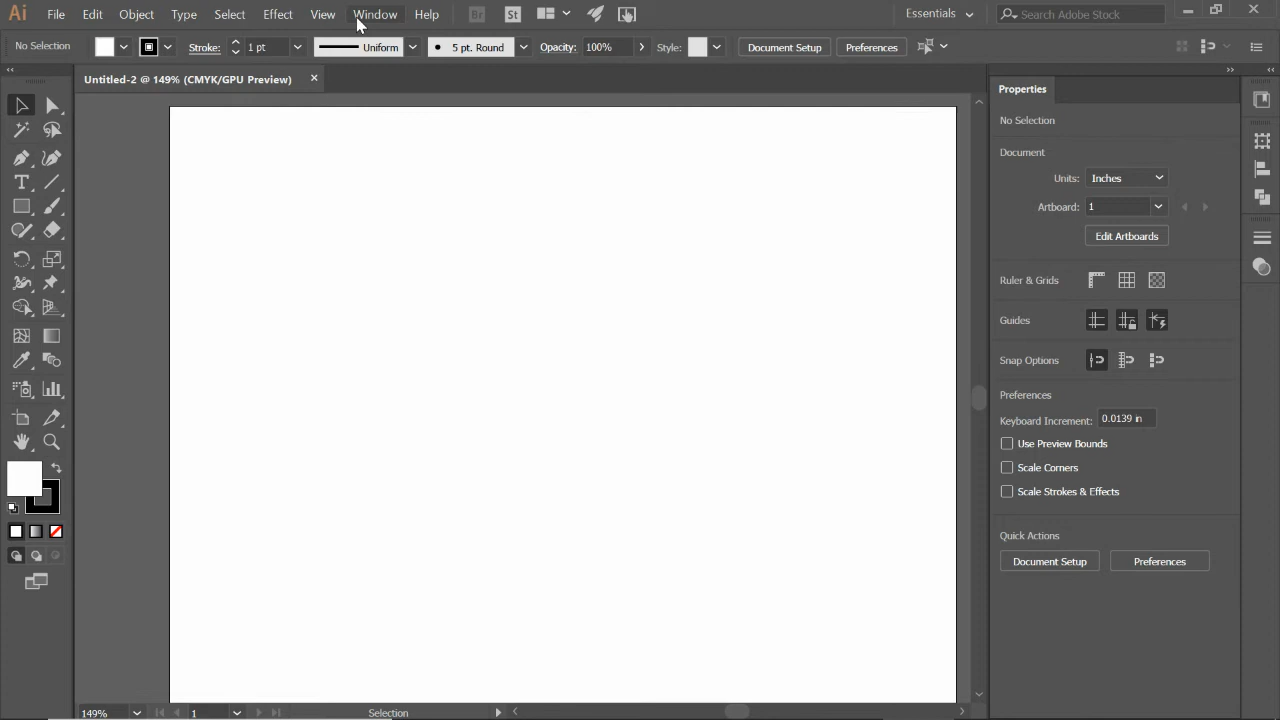 Ai File Edit Object Type Select Effect View Window Help Br St Essentials Search Adobe Stock
No Selection Stroke: 1 pt Uniform 5 pt. Round Opacity: 100% Style: Document Setup Preferences
Untitled-2 @ 149% (CMYK/GPU Preview)
Properties
No Selection
Document
Units: Inches
Artboard: 1
Edit Artboards
Ruler & Grids
Guides
Snap Options
Preferences
Keyboard Increment: 0.0139 in
Use Preview Bounds
Scale Corners
Scale Strokes & Effects
Quick Actions
Document Setup Preferences
149% 1 Selection